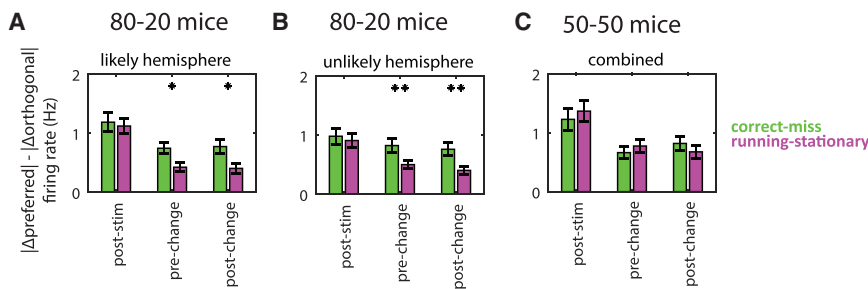 A 80-20 mice B 80-20 mice C 50-50 mice
likely hemisphere unlikely hemisphere combined
|Δpreferred| - |Δorthogonal|
firing rate (Hz)
2 2 2
* * ** **
1 1 1
correct-miss
running-stationary
0 0 0
post-stim pre-change post-change post-stim pre-change post-change post-stim pre-change post-change